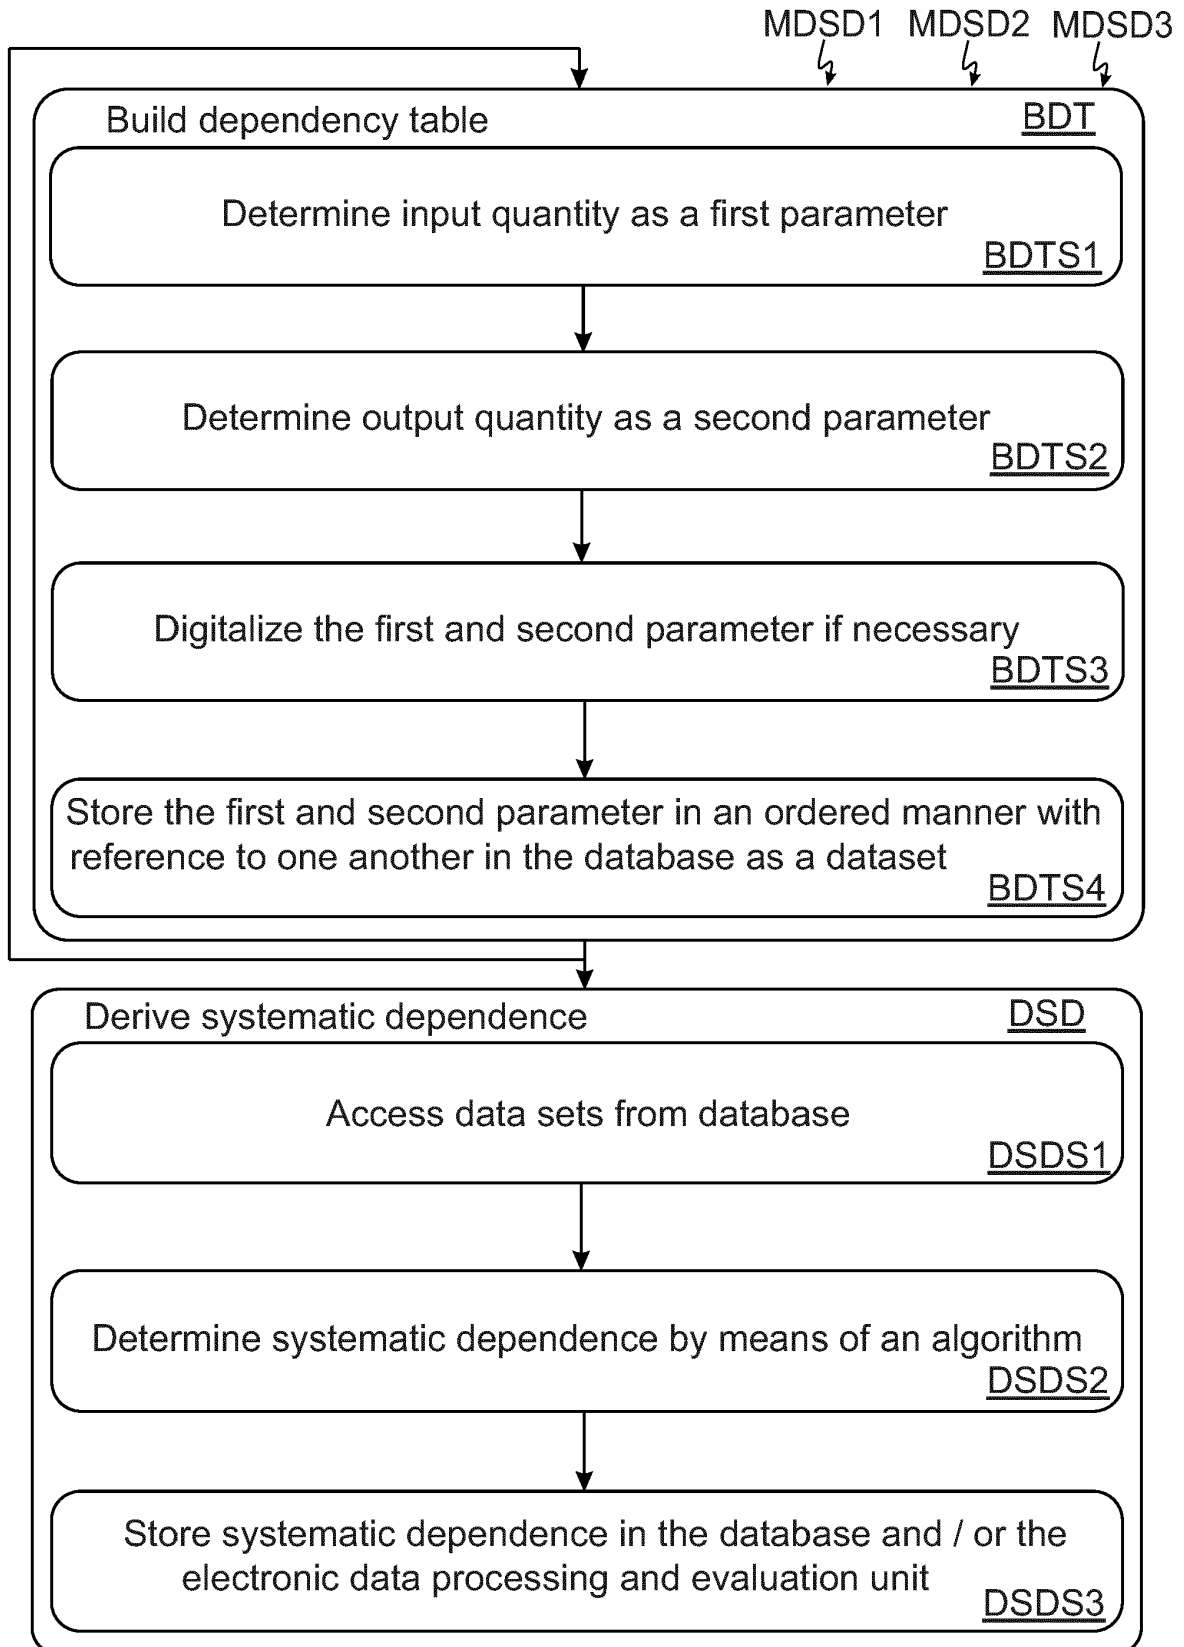 MDSD1 MDSD2 MDSD3
Build dependency table BDT
Determine input quantity as a first parameter
BDTS1
Determine output quantity as a second parameter
BDTS2
Digitalize the first and second parameter if necessary
BDTS3
Store the first and second parameter in an ordered manner with
reference to one another in the database as a dataset
BDTS4
Derive systematic dependence DSD
Access data sets from database
DSDS1
Determine systematic dependence by means of an algorithm
DSDS2
Store systematic dependence in the database and / or the
electronic data processing and evaluation unit
DSDS3